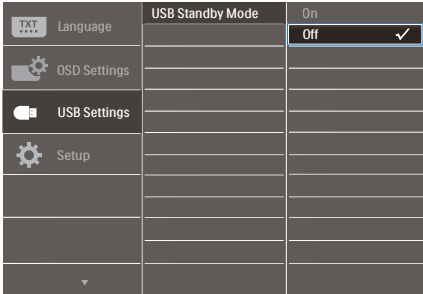 TXT
Language
OSD Settings
USB Settings
Setup
USB Standby Mode
On
Off